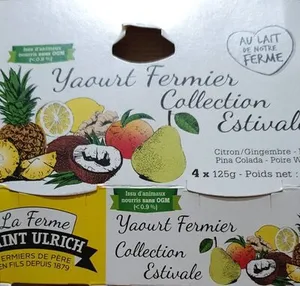 Issu d'animaux
nourris sans OGM
(< 0.9 %)
AU LAIT
DE NOTRE
FERME
Yaourt Fermier
Collection
Estivale
Citron/Gingembre -
Pina Colada - Poire
4 x 125g - Poids net :
La Ferme
SAINT ULRICH
FERMIERS DE PÈRE
EN FILS DEPUIS 1879
Issu d'animaux
nourris sans OGM
(< 0.9 %)
Yaourt Fermier
Collection
Estivale